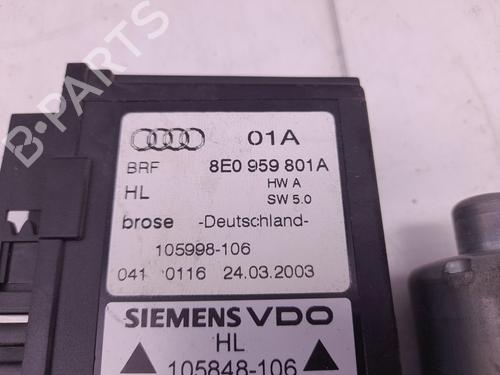 B-PARTS
01A
BRF 8E0 959 801A
HL HW A
SW 5.0
brose -Deutschland-
105998-106
041 0116 24.03.2003
SIEMENS VDO
HL
105848-106